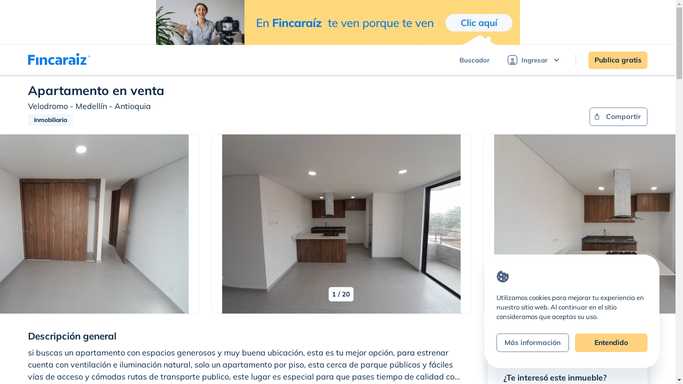 En Fincaraíz te ven porque te ven
Clic aquí
Fincaraíz
Buscador
Ingresar
Publica gratis
Apartamento en venta
Velodromo - Medellín - Antioquia
Inmobiliaria
Compartir
1 / 20
Utilizamos cookies para mejorar tu experiencia en
nuestro sitio web. Al continuar en el sitio
consideramos que aceptas su uso.
Más información
Entendido
Descripción general
si buscas un apartamento con espacios generosos y muy buena ubicación, esta es tu mejor opción, para estrenar
cuenta con ventilación e iluminación natural, solo un apartamento por piso, esta cerca de parque públicos y fáciles
vías de acceso y cómodas rutas de transporte publico, este lugar es especial para que pases tiempo de calidad co...
¿Te interesó este inmueble?